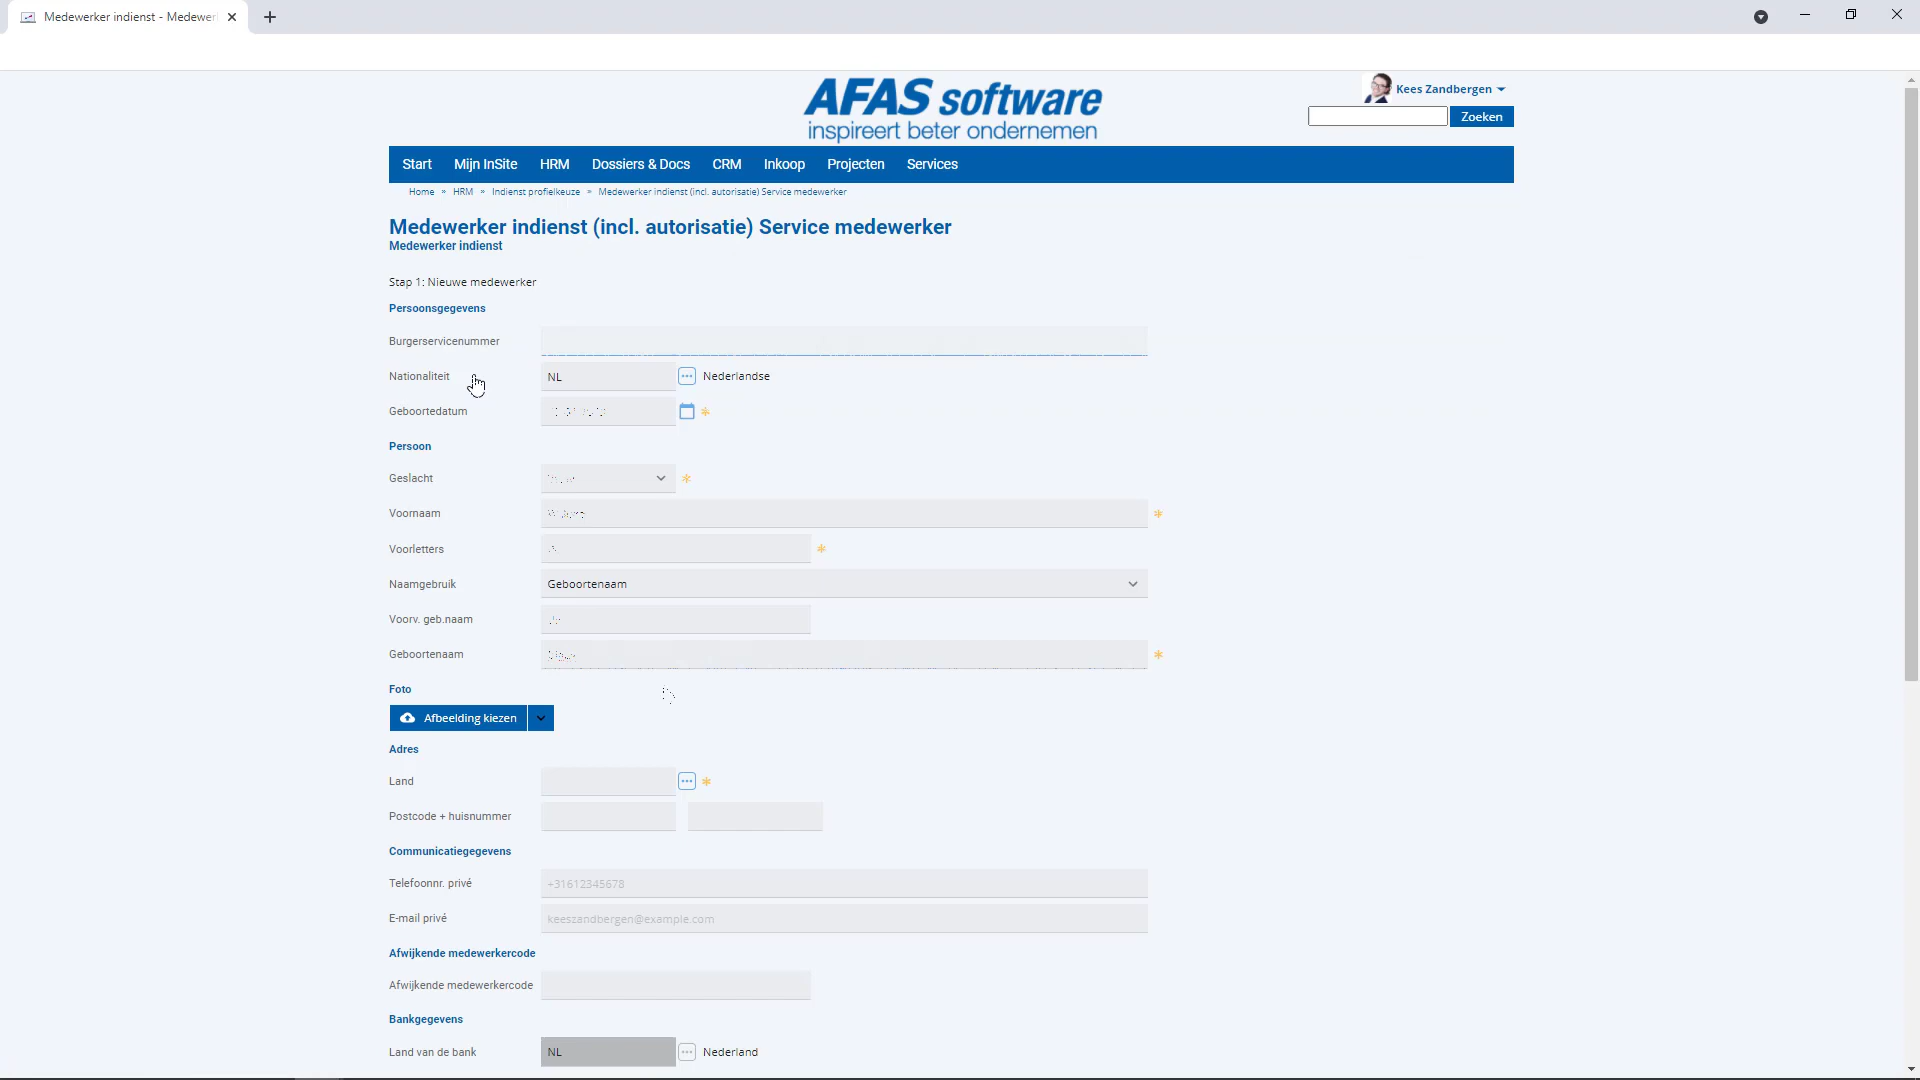 Medewerker indienst - Medewer
AFAS software
inspireert beter ondernemen
Kees Zandbergen
Zoeken
Start Mijn InSite HRM Dossiers & Docs CRM Inkoop Projecten Services
Home » HRM » Indienst profielkeuze » Medewerker indienst (incl. autorisatie) Service medewerker
Medewerker indienst (incl. autorisatie) Service medewerker
Medewerker indienst
Stap 1: Nieuwe medewerker
Persoonsgegevens
Burgerservicenummer
Nationaliteit NL Nederlandse
Geboortedatum *
Persoon
Geslacht *
Voornaam *
Voorletters *
Naamgebruik Geboortenaam
Voorv. geb.naam
Geboortenaam *
Foto
Afbeelding kiezen
Adres
Land *
Postcode + huisnummer
Communicatiegegevens
Telefoonnr. privé +31612345678
E-mail privé keeszandbergen@example.com
Afwijkende medewerkercode
Afwijkende medewerkercode
Bankgegevens
Land van de bank NL Nederland